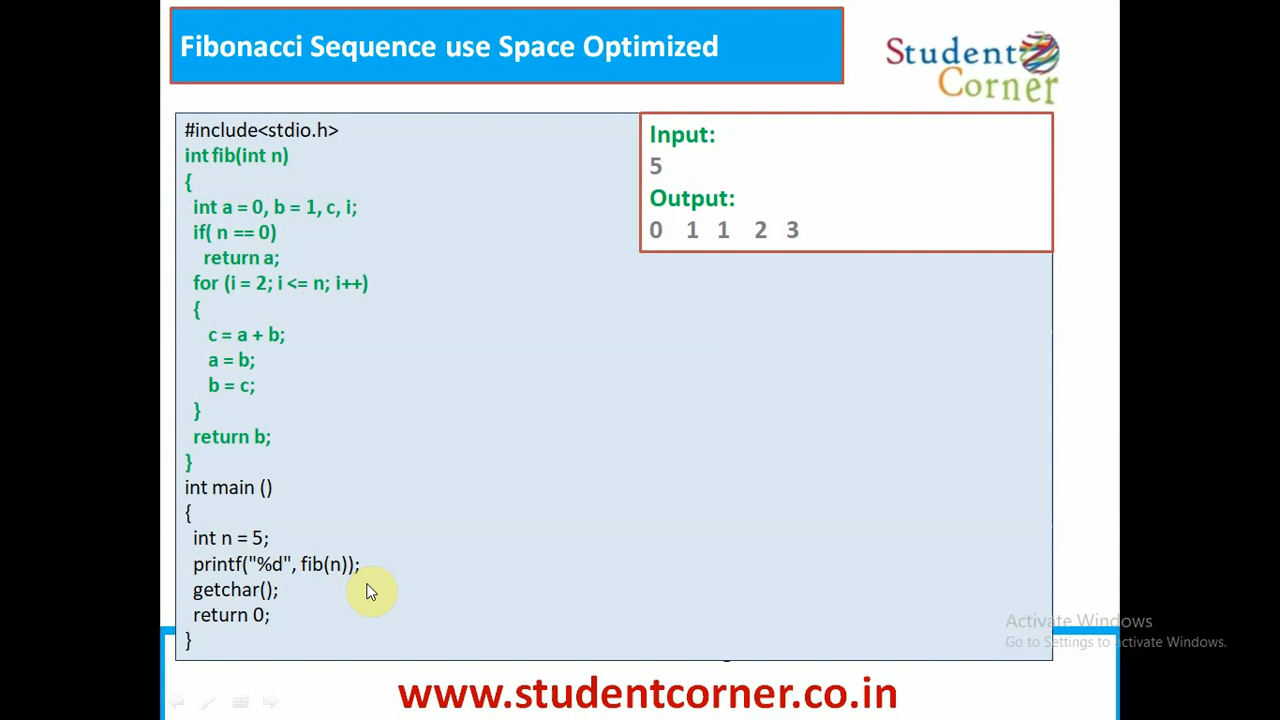 Fibonacci Sequence use Space Optimized
Student
Corner
#include<stdio.h>
int fib(int n)
{
int a = 0, b = 1, c, i;
if( n == 0)
return a;
for (i = 2; i <= n; i++)
{
c = a + b;
a = b;
b = c;
}
return b;
}
int main ()
{
int n = 5;
printf("%d", fib(n));
getchar();
return 0;
}
Input:
5
Output:
0 1 1 2 3
Activate Windows
Go to Settings to activate Windows.
www.studentcorner.co.in